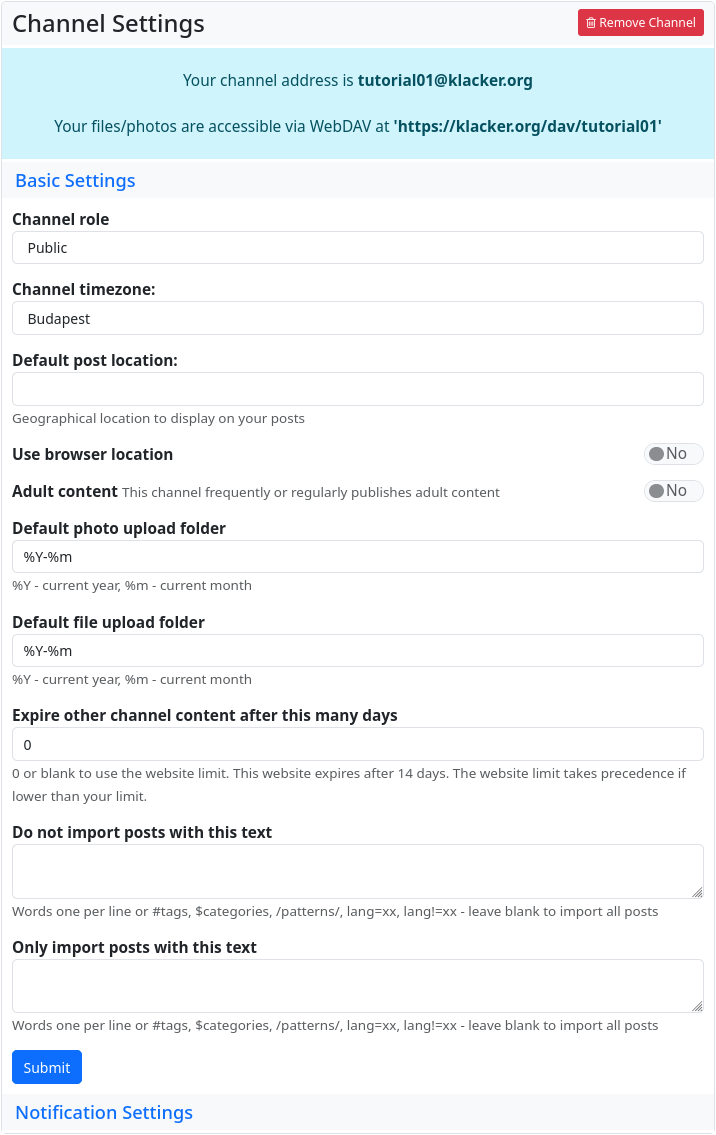 Channel Settings
Remove Channel
Your channel address is tutorial01@klacker.org
Your files/photos are accessible via WebDAV at 'https://klacker.org/dav/tutorial01'
Basic Settings
Channel role
Public
Channel timezone:
Budapest
Default post location:
Geographical location to display on your posts
Use browser location
No
Adult content This channel frequently or regularly publishes adult content
No
Default photo upload folder
%Y-%m
%Y - current year, %m - current month
Default file upload folder
%Y-%m
%Y - current year, %m - current month
Expire other channel content after this many days
0
0 or blank to use the website limit. This website expires after 14 days. The website limit takes precedence if
lower than your limit.
Do not import posts with this text
Words one per line or #tags, $categories, /patterns/, lang=xx, lang!=xx - leave blank to import all posts
Only import posts with this text
Words one per line or #tags, $categories, /patterns/, lang=xx, lang!=xx - leave blank to import all posts
Submit
Notification Settings